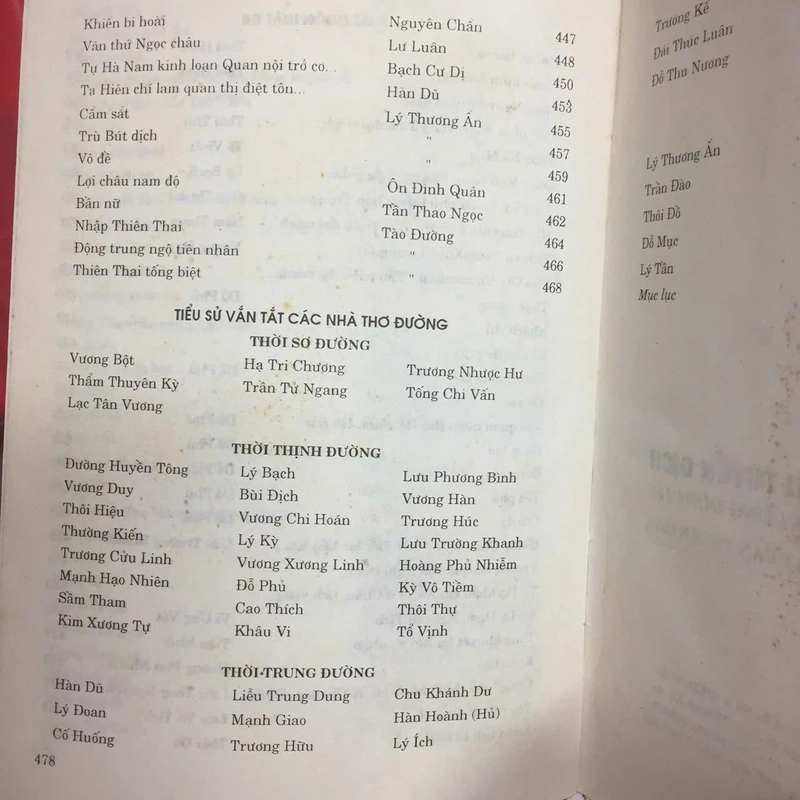 Khiển bi hoài Nguyên Chẩn 447
Văn thứ Ngọc châu Lư Luân 448
Tự Hà Nam kinh loạn Quan nội trở cơ... Bạch Cư Dị 450
Ta Hiên chí lam quan thị điệt tôn... Hàn Dũ 453
Cẩm sắt Lý Thương Ẩn 455
Trù Bút dịch " 457
Vô đề " 459
Lợi châu nam độ Ôn Đình Quân 461
Bần nữ Tần Thao Ngọc 462
Nhập Thiên Thai Tào Đường 464
Động trung ngộ tiên nhân " 466
Thiên Thai tống biệt " 468
TIỂU SỬ VẮN TẮT CÁC NHÀ THƠ ĐƯỜNG
THỜI SƠ ĐƯỜNG
Vương Bột Hạ Tri Chương Trương Nhược Hư
Thẩm Thuyên Kỳ Trần Tử Ngang Tống Chi Vấn
Lạc Tân Vương
THỜI THỊNH ĐƯỜNG
Đường Huyền Tông Lý Bạch Lưu Phương Bình
Vương Duy Bùi Địch Vương Hàn
Thôi Hiệu Vương Chi Hoán Trương Húc
Thường Kiến Lý Kỳ Lưu Trường Khanh
Trương Cửu Linh Vương Xương Linh Hoàng Phủ Nhiễm
Mạnh Hạo Nhiên Đỗ Phủ Kỳ Vô Tiềm
Sầm Tham Cao Thích Thôi Thự
Kim Xương Tự Khâu Vi Tổ Vịnh
THỜI-TRUNG ĐƯỜNG
Hàn Dũ Liễu Trung Dung Chu Khánh Dư
Lý Đoan Mạnh Giao Hàn Hoành (Hủ)
Cố Huống Trương Hữu Lý Ích
478
Trương Kế
Đái Thúc Luân
Đỗ Thu Nương
Lý Thương Ẩn
Trần Đào
Thôi Đồ
Đỗ Mục
Lý Tần
Mục lục